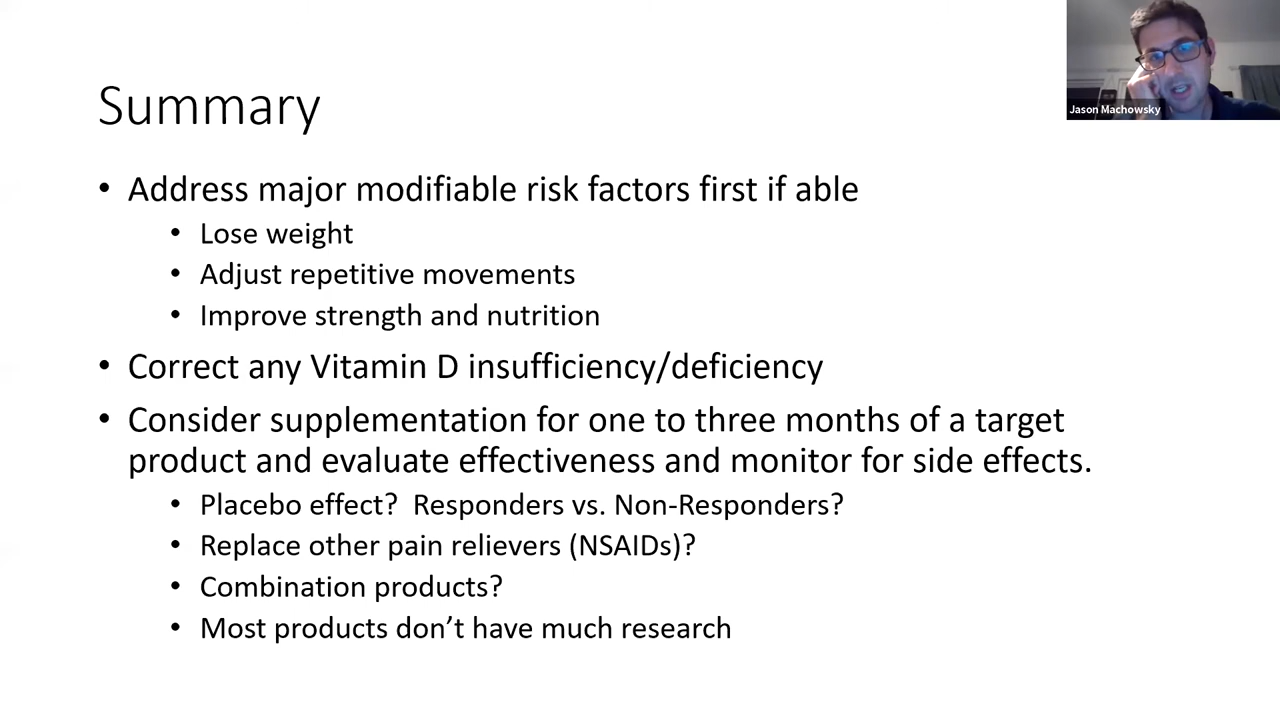 Jason Machowsky
Summary
• Address major modifiable risk factors first if able
• Lose weight
• Adjust repetitive movements
• Improve strength and nutrition
• Correct any Vitamin D insufficiency/deficiency
• Consider supplementation for one to three months of a target
product and evaluate effectiveness and monitor for side effects.
• Placebo effect?  Responders vs. Non-Responders?
• Replace other pain relievers (NSAIDs)?
• Combination products?
• Most products don’t have much research